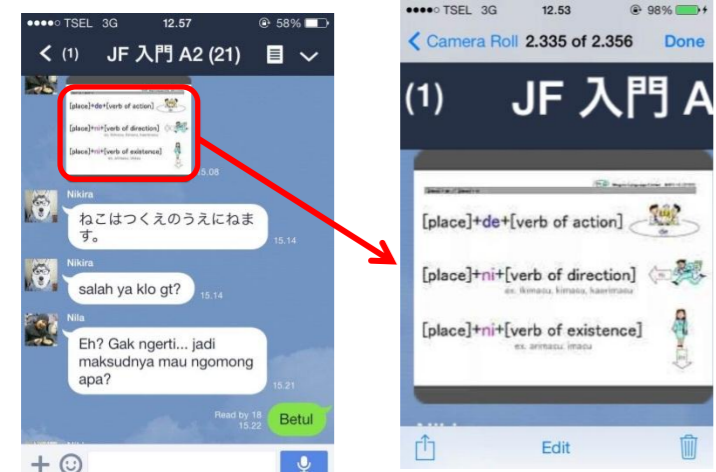 TSEL 3G 12.57 58%
(1) JF 入門 A2 (21)
[place]+de+[verb of action]
[place]+ni+[verb of direction]
[place]+ni+[verb of existence]
15.08
Nikira
ねこはつくえのうえにねま
す。
15.14
Nikira
salah ya klo gt?
15.14
Nila
Eh? Gak ngerti... jadi
maksudnya mau ngomong
apa?
15.21
Read by 18
15.22
Betul
TSEL 3G 12.53 98%
Camera Roll 2.335 of 2.356 Done
(1) JF 入門 A
[place]+de+[verb of action]
de
[place]+ni+[verb of direction]
ex. ikimasu, kimasu, kaerimasu
[place]+ni+[verb of existence]
ex. arimasu, imasu
Edit